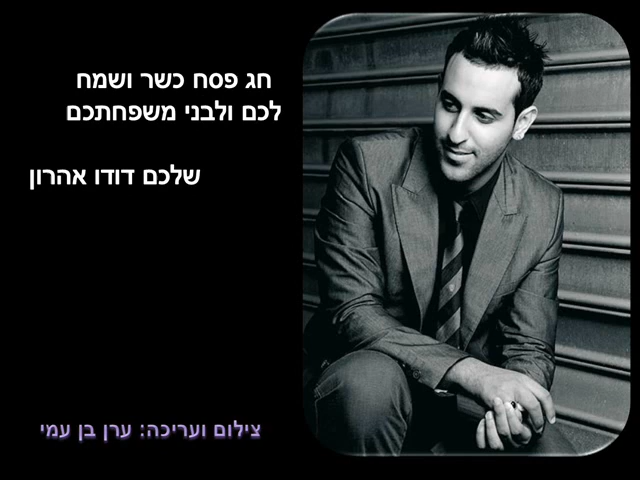 חג פסח כשר ושמח
לכם ולבני משפחתכם
שלכם דודו אהרון
צילום ועריכה: ערן בן עמי